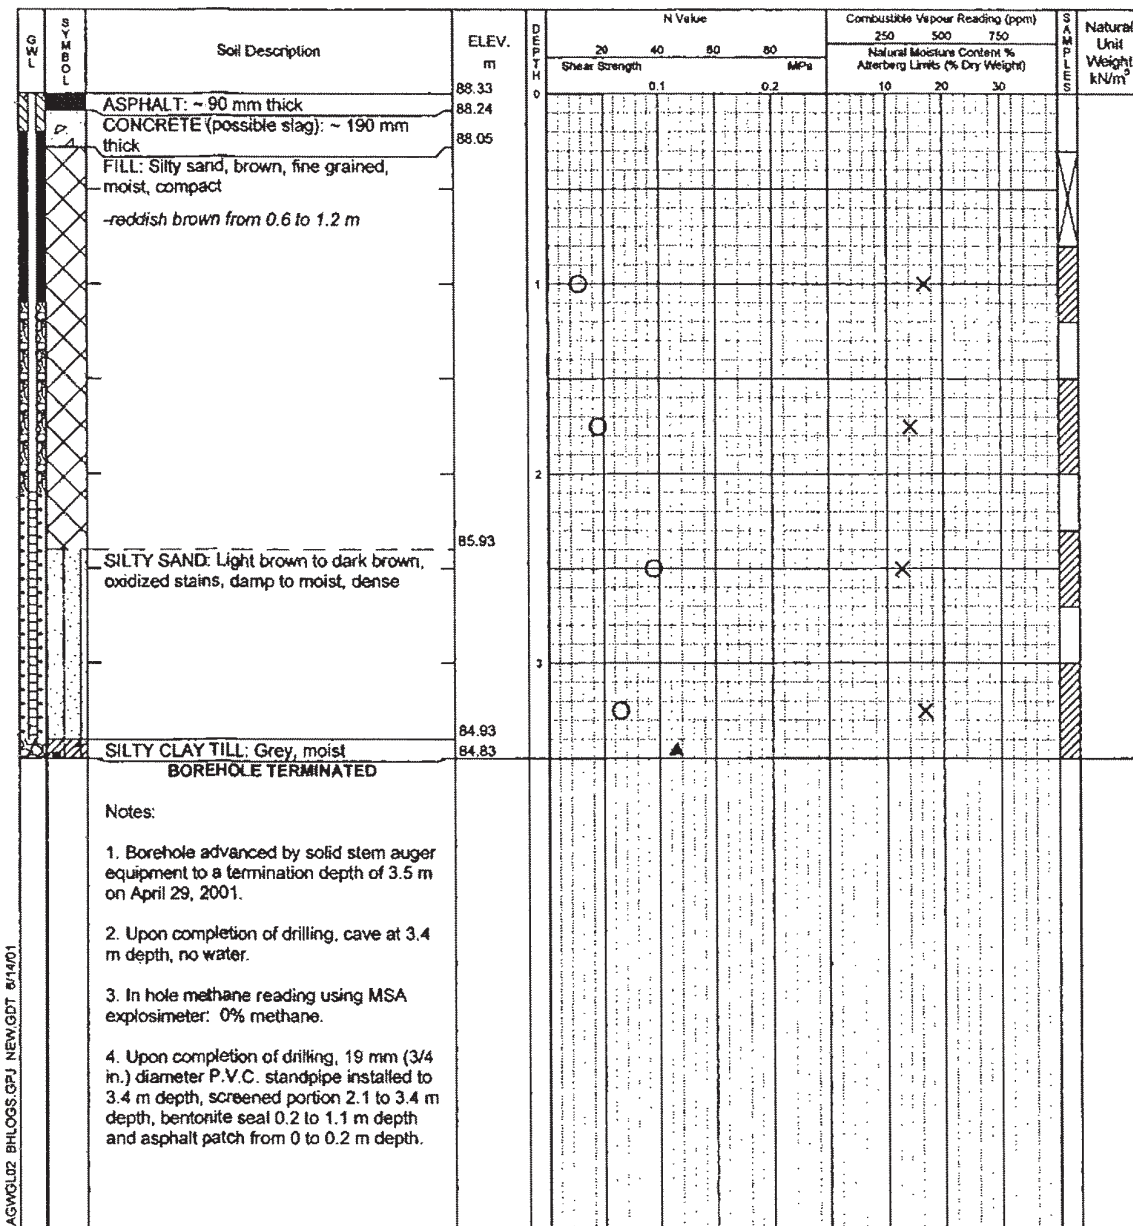 GWL
SYMBOL
Soil Description
ELEV.
m
DEPTH
N Value
20 40 60 80
Shear Strength MPa
0.1 0.2
Combustible Vapour Reading (ppm)
250 500 750
Natural Moisture Content %
Atterberg Limits (% Dry Weight)
10 20 30
SAMPLES
Natural
Unit
Weight
kN/m³
88.33
0
ASPHALT: ~ 90 mm thick
88.24
CONCRETE (possible slag): ~ 190 mm
thick
88.05
FILL: Silty sand, brown, fine grained,
moist, compact
-reddish brown from 0.6 to 1.2 m
1
2
85.93
SILTY SAND: Light brown to dark brown,
oxidized stains, damp to moist, dense
3
84.93
SILTY CLAY TILL: Grey, moist
84.83
BOREHOLE TERMINATED
Notes:
1. Borehole advanced by solid stem auger
equipment to a termination depth of 3.5 m
on April 29, 2001.
2. Upon completion of drilling, cave at 3.4
m depth, no water.
3. In hole methane reading using MSA
explosimeter: 0% methane.
4. Upon completion of drilling, 19 mm (3/4
in.) diameter P.V.C. standpipe installed to
3.4 m depth, screened portion 2.1 to 3.4 m
depth, bentonite seal 0.2 to 1.1 m depth
and asphalt patch from 0 to 0.2 m depth.
AGWGL02 BHLOGS.GPJ NEW.GDT 6/14/01